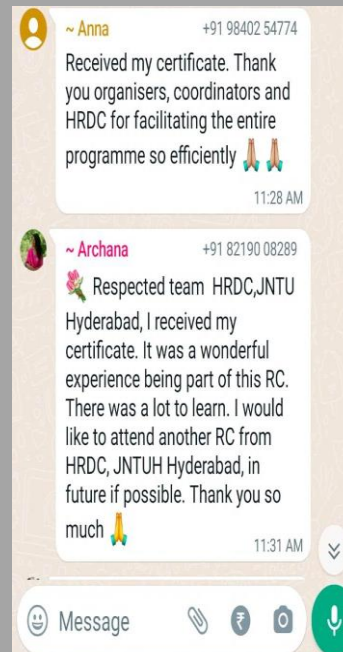 ~ Anna +91 98402 54774
Received my certificate. Thank
you organisers, coordinators and
HRDC for facilitating the entire
programme so efficiently 🙏🏼 🙏🏼
11:28 AM
~ Archana +91 82190 08289
💐 Respected team HRDC,JNTU
Hyderabad, I received my
certificate. It was a wonderful
experience being part of this RC.
There was a lot to learn. I would
like to attend another RC from
HRDC, JNTUH Hyderabad, in
future if possible. Thank you so
much 🙏
11:31 AM
Message ₹